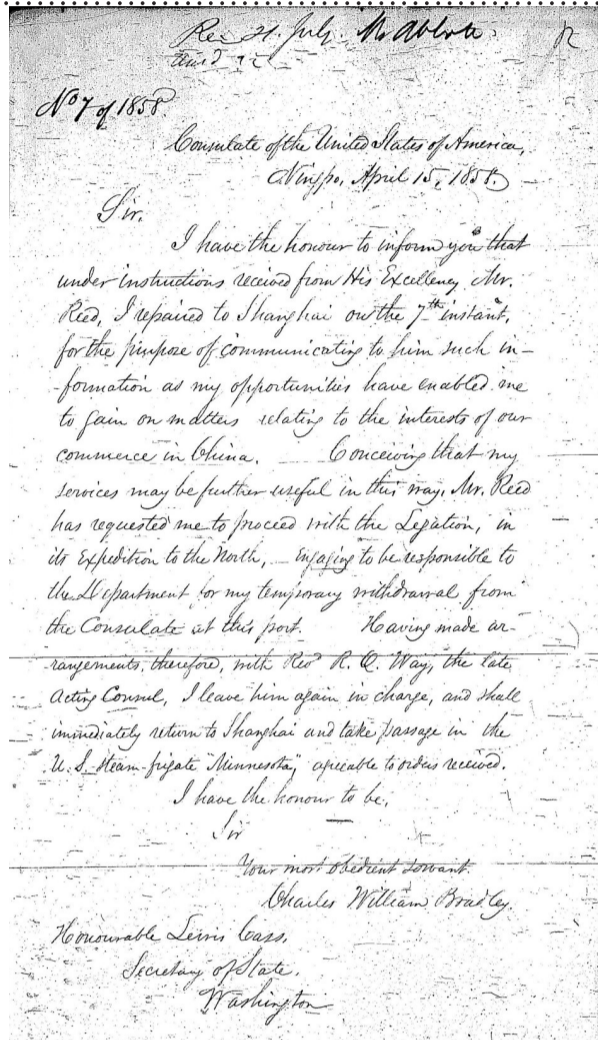 Rec 21. July. Mr Abbott.
No 7 of 1858.
Consulate of the United States of America,
Ningpo, April 15, 1858.
Sir.
I have the honour to inform you that
under instructions received from His Excellency Mr.
Reed, I repaired to Shanghai on the 7th instant,
for the purpose of communicating to him such in-
-formation as my opportunities have enabled me
to gain on matters relating to the interests of our
commerce in China. Conceiving that my
services may be further useful in this way, Mr. Reed
has requested me to proceed with the Legation, in
its Expedition to the North, – engaging to be responsible to
the Department for my temporary withdrawal from
the Consulate at this port. Having made ar-
rangements, therefore, with Revd R. Q. Way, the late
Acting Consul, I leave him again in charge, and shall
immediately return to Shanghai and take passage in the
U. S. steam-frigate "Minnesota," agreeable to orders received.
I have the honour to be,
Sir
Your most obedient servant.
Charles William Bradley.
Honourable Lewis Cass,
Secretary of State.
Washington